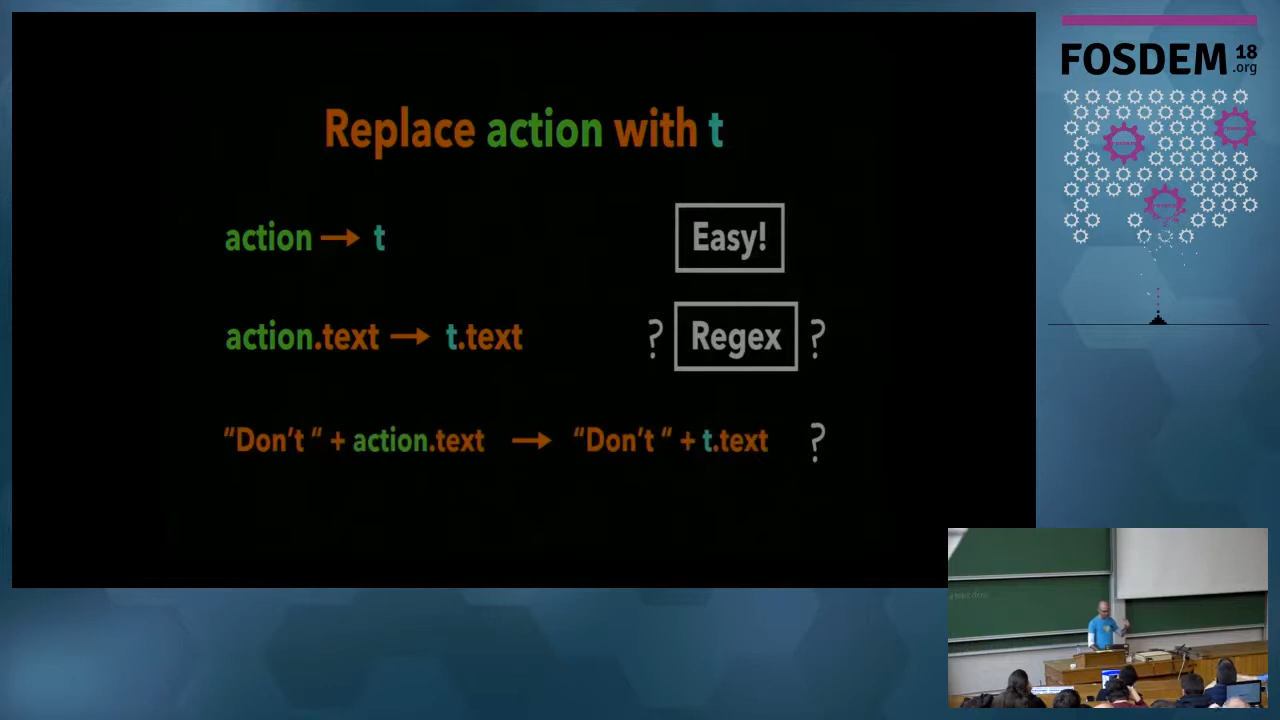 Replace action with t
action → t
Easy!
action.text → t.text
? Regex ?
“Don’t “ + action.text → “Don’t “ + t.text
?
FOSDEM 18
.org